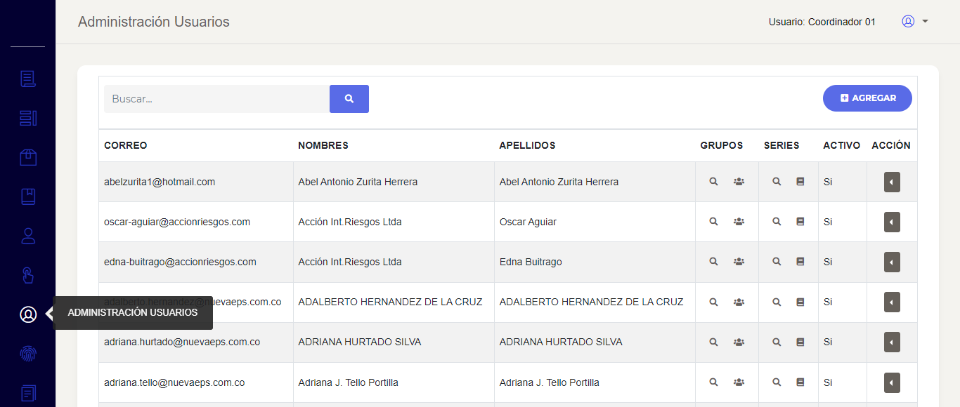 Administración Usuarios
Usuario: Coordinador 01
Buscar...
AGREGAR
CORREO NOMBRES APELLIDOS GRUPOS SERIES ACTIVO ACCIÓN
abelzurita1@hotmail.com Abel Antonio Zurita Herrera Abel Antonio Zurita Herrera Si
oscar-aguiar@accionriesgos.com Acción Int.Riesgos Ltda Oscar Aguiar Si
edna-buitrago@accionriesgos.com Acción Int.Riesgos Ltda Edna Buitrago Si
adalberto.hernandez@nuevaeps.com.co ADALBERTO HERNANDEZ DE LA CRUZ ADALBERTO HERNANDEZ DE LA CRUZ Si
ADMINISTRACIÓN USUARIOS
adriana.hurtado@nuevaeps.com.co ADRIANA HURTADO SILVA ADRIANA HURTADO SILVA Si
adriana.tello@nuevaeps.com.co Adriana J. Tello Portilla Adriana J. Tello Portilla Si